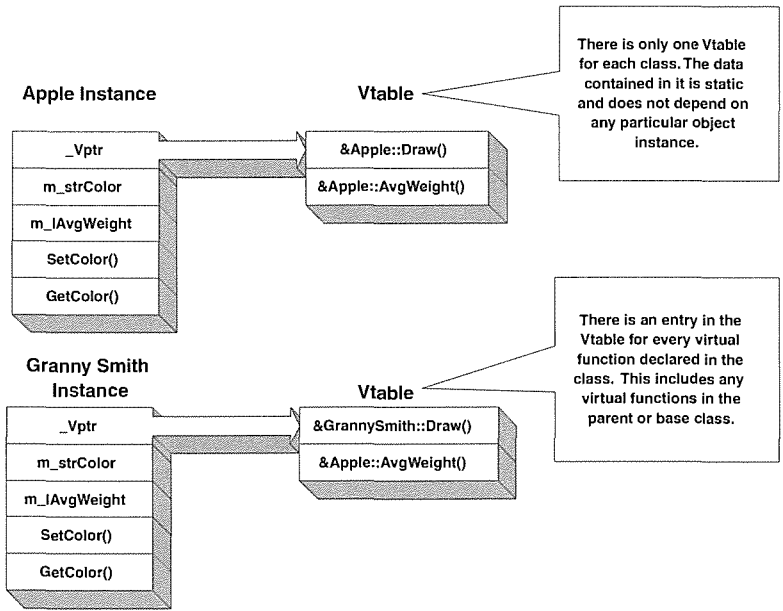 Apple Instance
_Vptr
m_strColor
m_lAvgWeight
SetColor()
GetColor()
Vtable
&Apple::Draw()
&Apple::AvgWeight()
There is only one Vtable
for each class. The data
contained in it is static
and does not depend on
any particular object
instance.
Granny Smith
Instance
_Vptr
m_strColor
m_lAvgWeight
SetColor()
GetColor()
Vtable
&GrannySmith::Draw()
&Apple::AvgWeight()
There is an entry in the
Vtable for every virtual
function declared in the
class. This includes any
virtual functions in the
parent or base class.